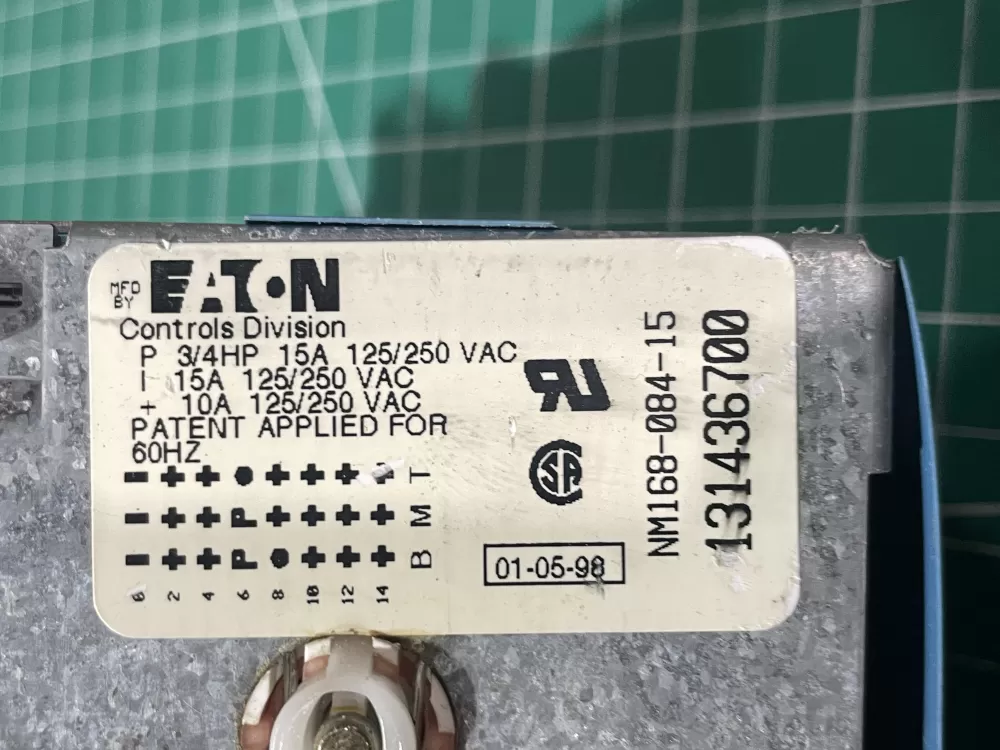 MFD BY EATON
Controls Division
P 3/4HP 15A 125/250 VAC
I 15A 125/250 VAC
+ 10A 125/250 VAC
PATENT APPLIED FOR
60HZ
T
P M
P P B
0 2 4 6 8 10 12 14
SA
01-05-98
NM168-084-15
131436700